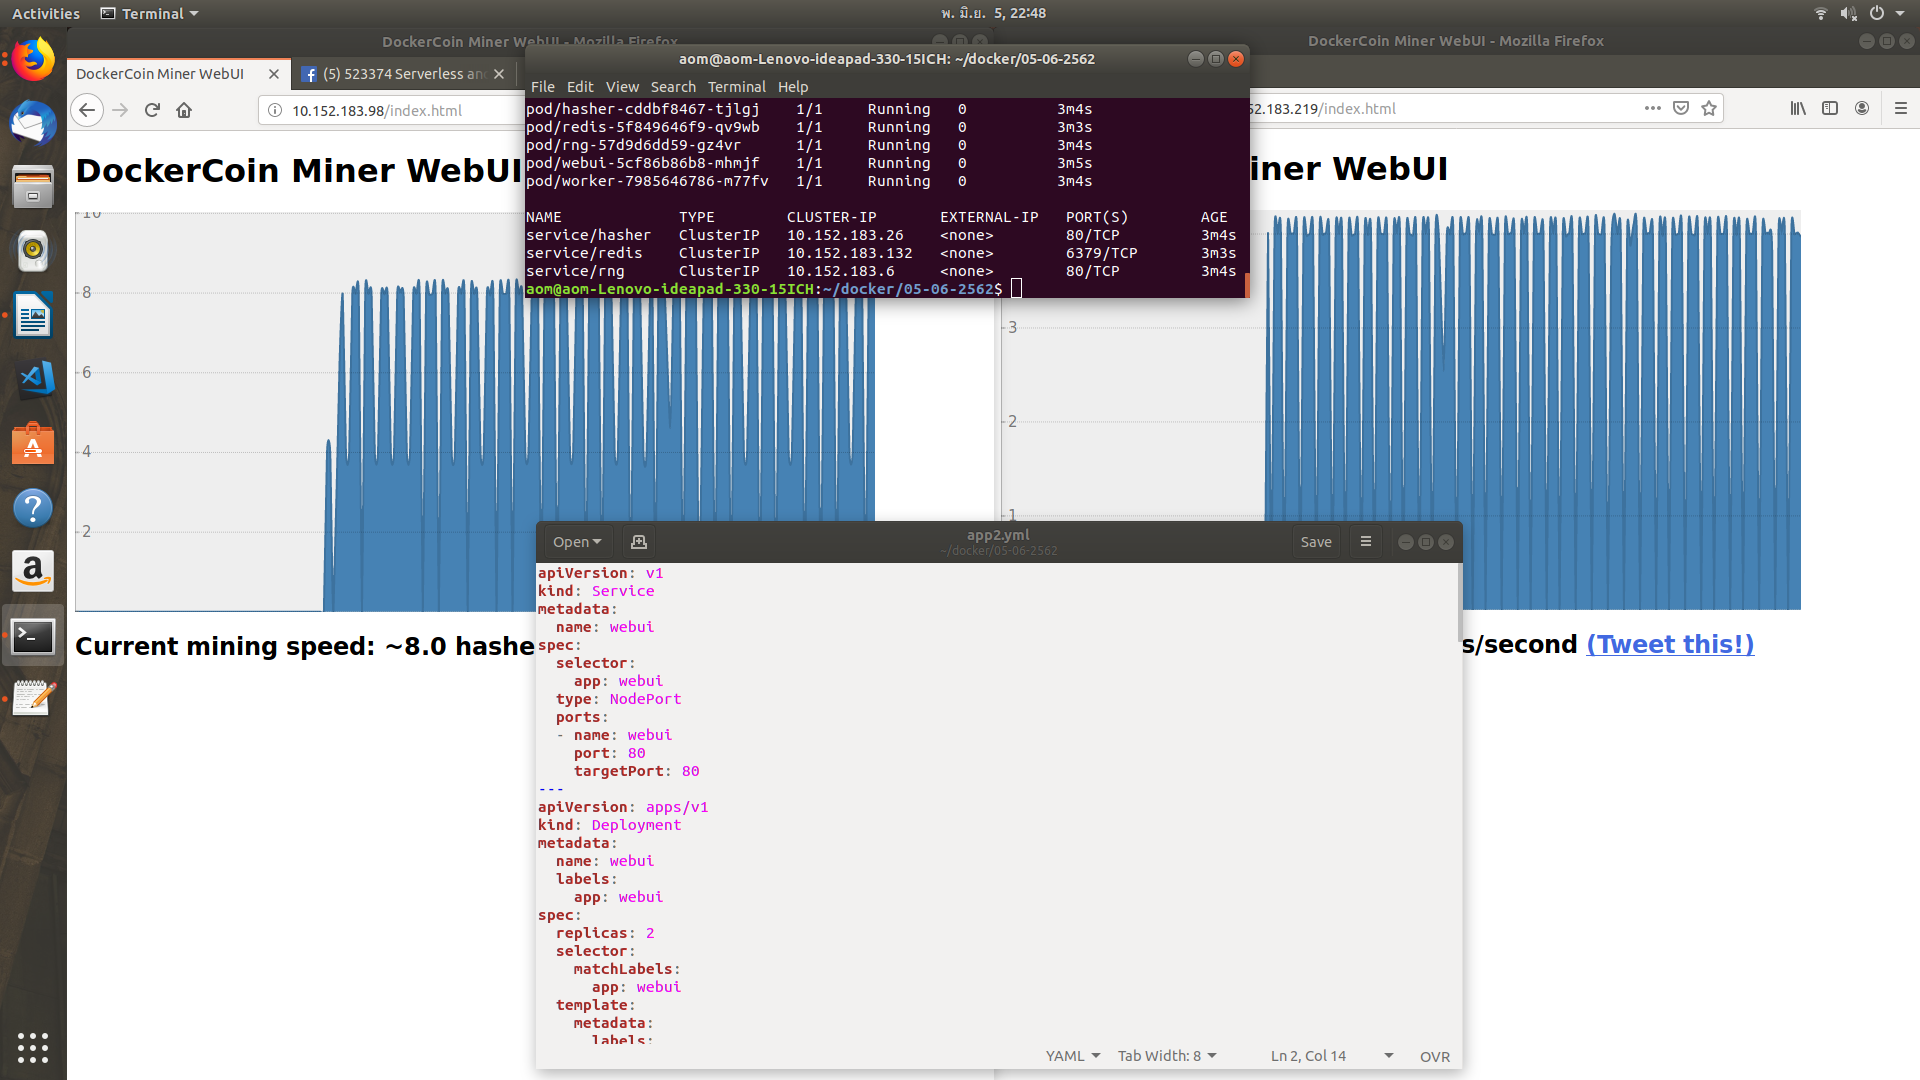 Activities
Terminal
พ. มิ.ย. 5, 22:48
DockerCoin Miner WebUI - Mozilla Firefox
DockerCoin Miner WebUI - Mozilla Firefox
DockerCoin Miner WebUI
(5) 523374 Serverless an
10.152.183.98/index.html
DockerCoin Miner WebUI
10
8
6
4
2
Current mining speed: ~8.0 hashe
aom@aom-Lenovo-ideapad-330-15ICH: ~/docker/05-06-2562
File Edit View Search Terminal Help
pod/hasher-cddbf8467-tjlgj 1/1 Running 0 3m4s
pod/redis-5f849646f9-qv9wb 1/1 Running 0 3m3s
pod/rng-57d9d6dd59-gz4vr 1/1 Running 0 3m4s
pod/webui-5cf86b86b8-mhmjf 1/1 Running 0 3m5s
pod/worker-7985646786-m77fv 1/1 Running 0 3m4s
NAME TYPE CLUSTER-IP EXTERNAL-IP PORT(S) AGE
service/hasher ClusterIP 10.152.183.26 <none> 80/TCP 3m4s
service/redis ClusterIP 10.152.183.132 <none> 6379/TCP 3m3s
service/rng ClusterIP 10.152.183.6 <none> 80/TCP 3m4s
aom@aom-Lenovo-ideapad-330-15ICH:~/docker/05-06-2562$
52.183.219/index.html
iner WebUI
3
2
1
s/second (Tweet this!)
Open
app2.yml
~/docker/05-06-2562
Save
apiVersion: v1
kind: Service
metadata:
  name: webui
spec:
  selector:
    app: webui
  type: NodePort
  ports:
  - name: webui
    port: 80
    targetPort: 80
---
apiVersion: apps/v1
kind: Deployment
metadata:
  name: webui
  labels:
    app: webui
spec:
  replicas: 2
  selector:
    matchLabels:
      app: webui
  template:
    metadata:
      labels:
YAML Tab Width: 8 Ln 2, Col 14 OVR